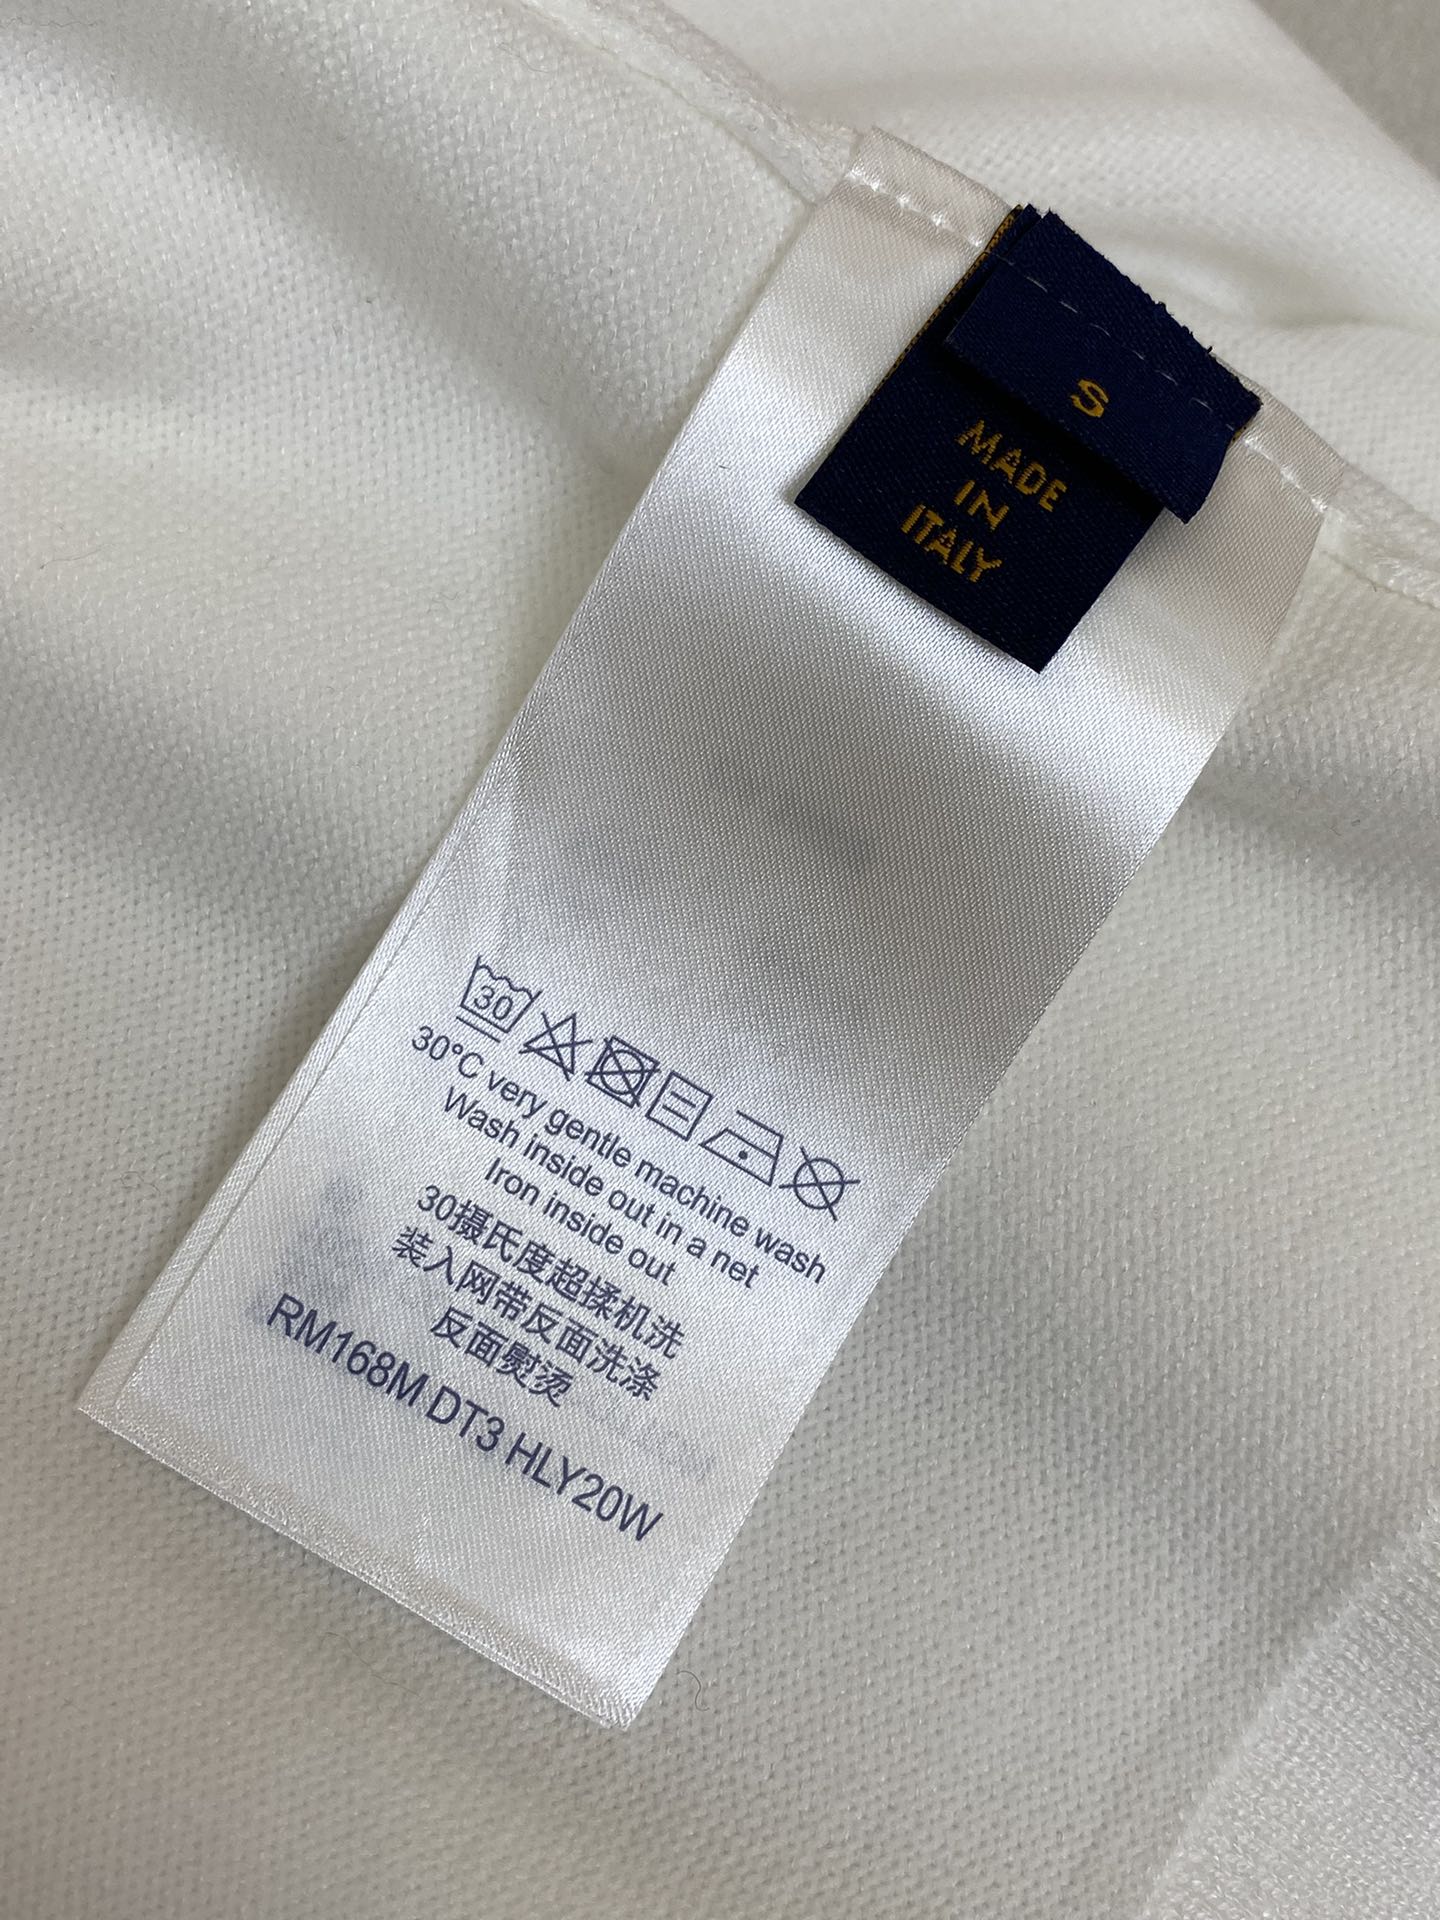 S
MADE
IN
ITALY
30
30°C very gentle machine wash
Wash inside out in a net
Iron inside out
30摄氏度超揉机洗
装入网带反面洗涤
反面熨烫
RM168M DT3 HLY20W